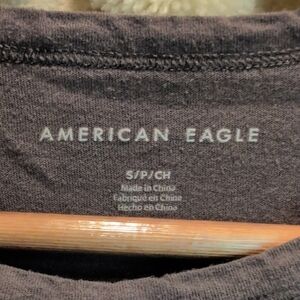 AMERICAN EAGLE
S/P/CH
Made in China
Fabriqué en Chine
Hecho en China